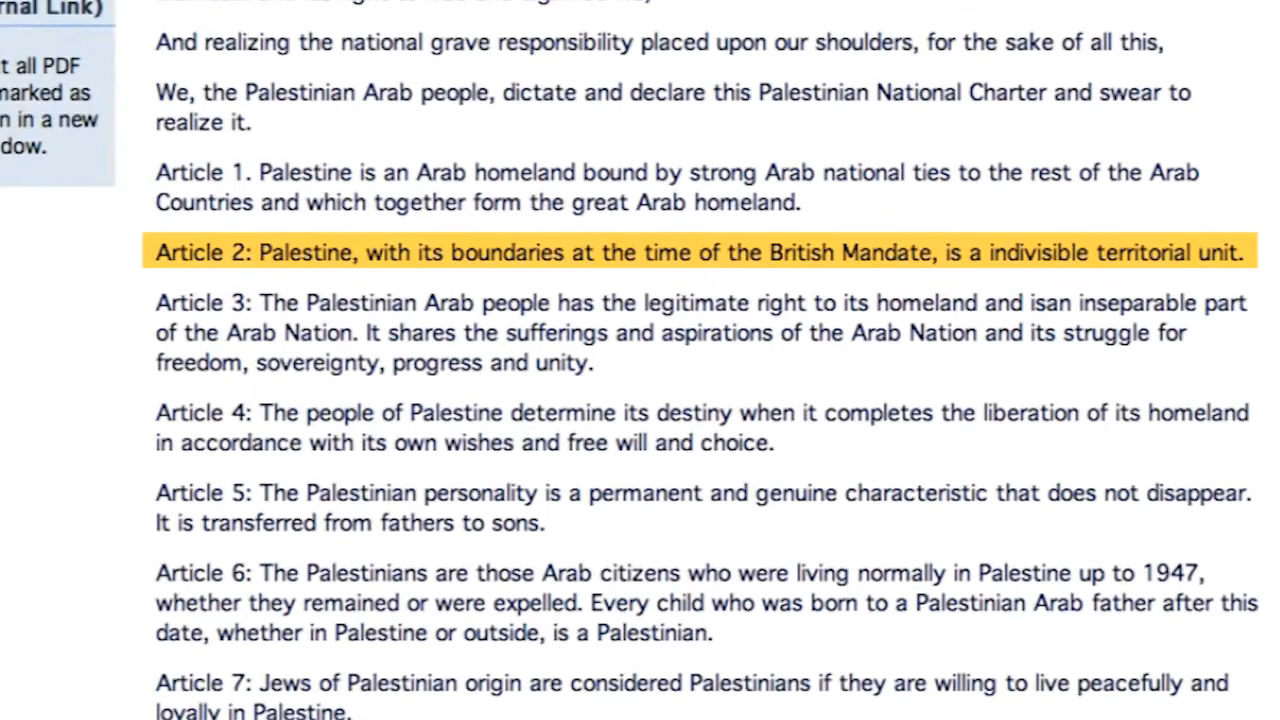 rnal Link)
t all PDF
marked as
n in a new
dow.
And realizing the national grave responsibility placed upon our shoulders, for the sake of all this,
We, the Palestinian Arab people, dictate and declare this Palestinian National Charter and swear to
realize it.
Article 1. Palestine is an Arab homeland bound by strong Arab national ties to the rest of the Arab
Countries and which together form the great Arab homeland.
Article 2: Palestine, with its boundaries at the time of the British Mandate, is a indivisible territorial unit.
Article 3: The Palestinian Arab people has the legitimate right to its homeland and isan inseparable part
of the Arab Nation. It shares the sufferings and aspirations of the Arab Nation and its struggle for
freedom, sovereignty, progress and unity.
Article 4: The people of Palestine determine its destiny when it completes the liberation of its homeland
in accordance with its own wishes and free will and choice.
Article 5: The Palestinian personality is a permanent and genuine characteristic that does not disappear.
It is transferred from fathers to sons.
Article 6: The Palestinians are those Arab citizens who were living normally in Palestine up to 1947,
whether they remained or were expelled. Every child who was born to a Palestinian Arab father after this
date, whether in Palestine or outside, is a Palestinian.
Article 7: Jews of Palestinian origin are considered Palestinians if they are willing to live peacefully and
loyally in Palestine.